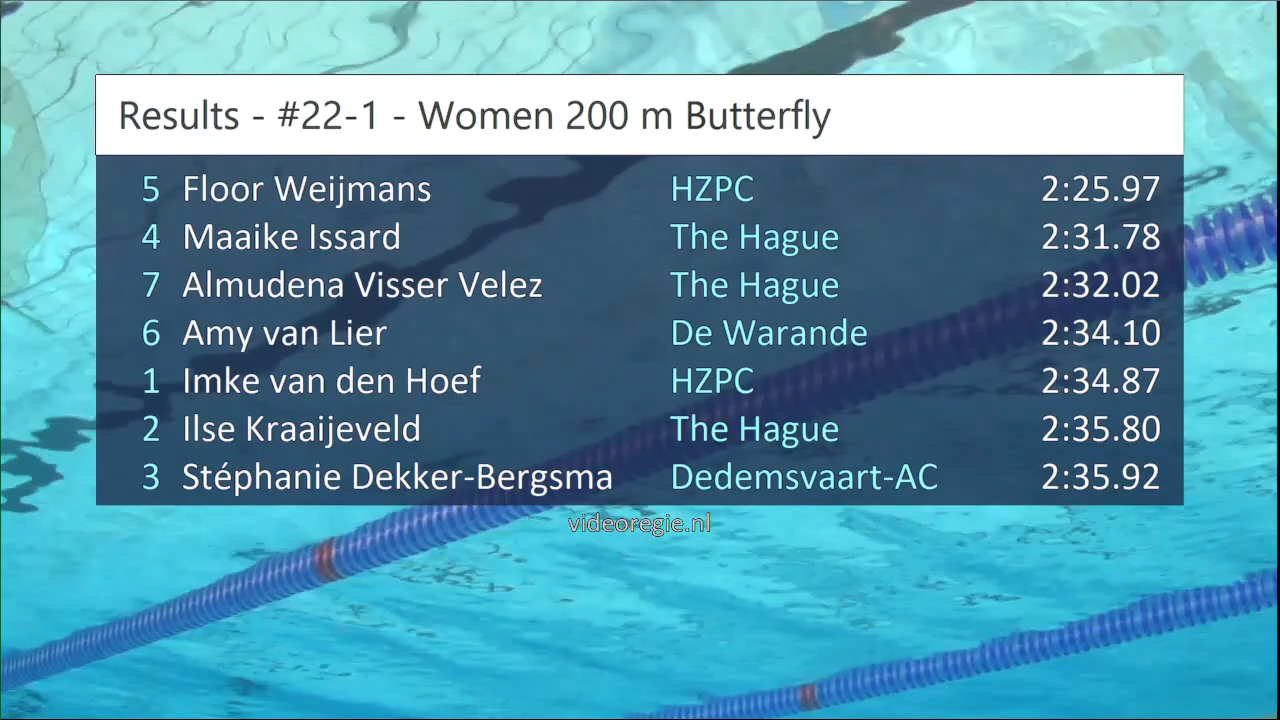 Results - #22-1 - Women 200 m Butterfly
5 Floor Weijmans HZPC 2:25.97
4 Maaike Issard The Hague 2:31.78
7 Almudena Visser Velez The Hague 2:32.02
6 Amy van Lier De Warande 2:34.10
1 Imke van den Hoef HZPC 2:34.87
2 Ilse Kraaijeveld The Hague 2:35.80
3 Stéphanie Dekker-Bergsma Dedemsvaart-AC 2:35.92
videoregie.nl